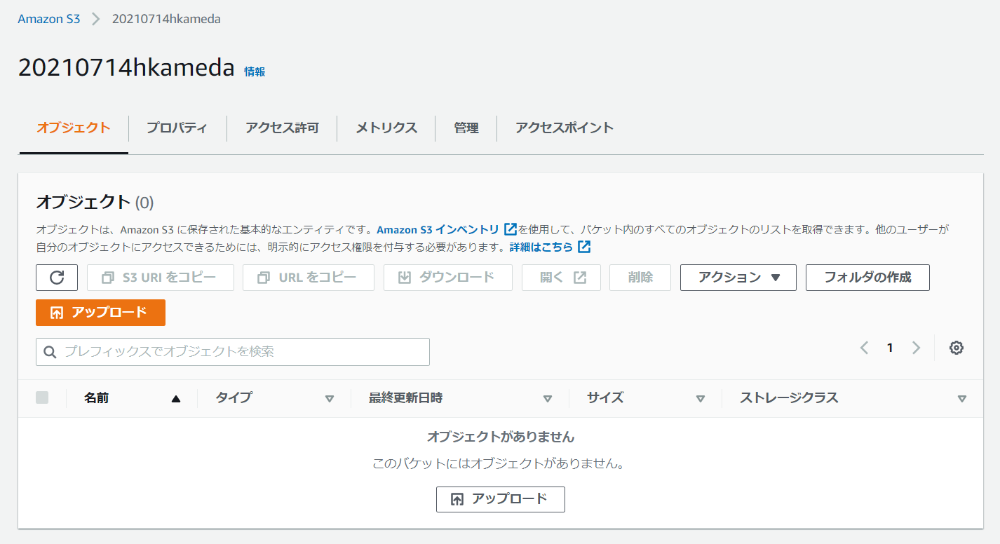 Amazon S3 > 20210714hkameda
20210714hkameda 情報
オブジェクト プロパティ アクセス許可 メトリクス 管理 アクセスポイント
オブジェクト (0)
オブジェクトは、Amazon S3 に保存された基本的なエンティティです。Amazon S3 インベントリ を使用して、バケット内のすべてのオブジェクトのリストを取得できます。他のユーザーが
自分のオブジェクトにアクセスできるためには、明示的にアクセス権限を付与する必要があります。詳細はこちら
S3 URI をコピー URL をコピー ダウンロード 開く 削除 アクション フォルダの作成
アップロード
プレフィックスでオブジェクトを検索 1
名前 タイプ 最終更新日時 サイズ ストレージクラス
オブジェクトがありません
このバケットにはオブジェクトがありません。
アップロード